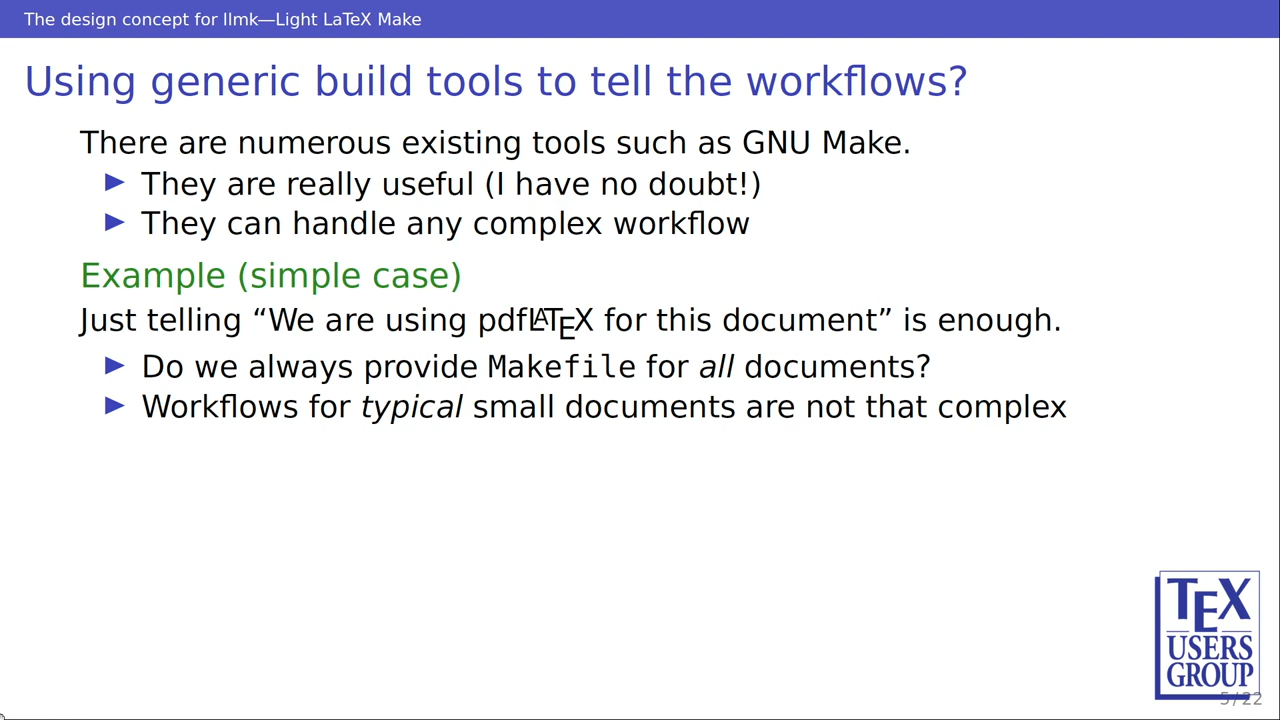 The design concept for llmk—Light LaTeX Make
Using generic build tools to tell the workflows?
There are numerous existing tools such as GNU Make.
▶ They are really useful (I have no doubt!)
▶ They can handle any complex workflow
Example (simple case)
Just telling “We are using pdfLATEX for this document” is enough.
▶ Do we always provide Makefile for all documents?
▶ Workflows for typical small documents are not that complex
TEX
USERS
GROUP
5/22